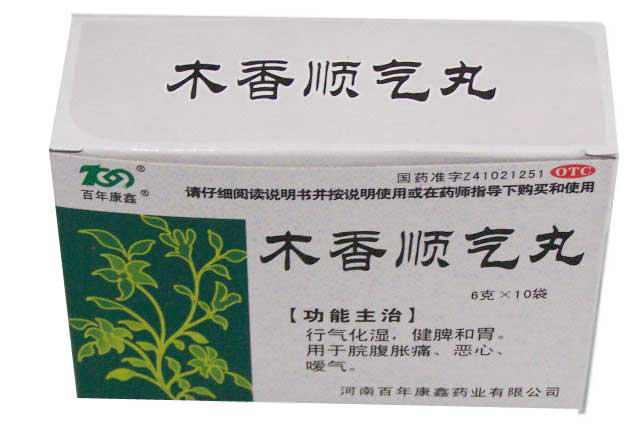 木香顺气丸
百年康鑫®
国药准字Z41021251 OTC
请仔细阅读说明书并按说明使用或在药师指导下购买和使用
木香顺气丸
6克×10袋
【功能主治】
行气化湿，健脾和胃。
用于脘腹胀痛、恶心、
嗳气。
河南百年康鑫药业有限公司